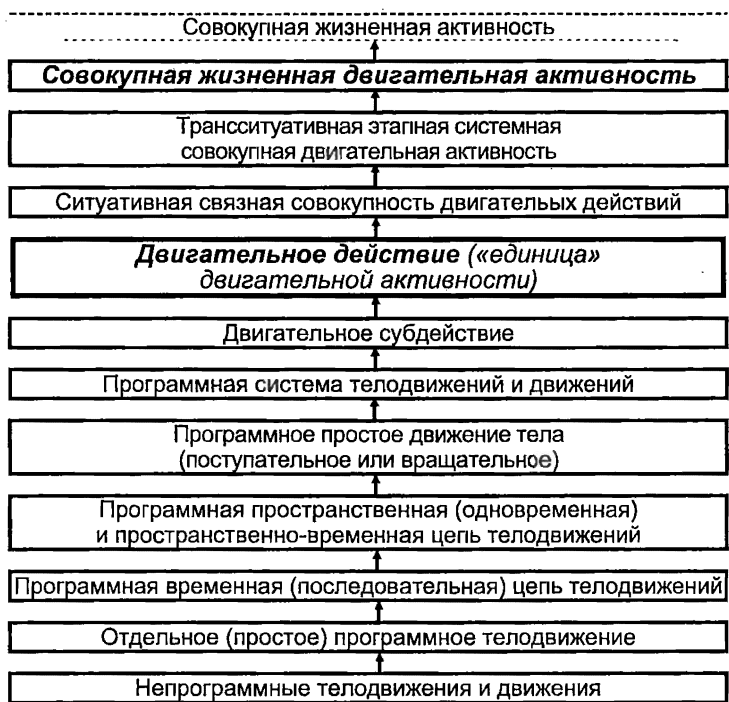 Совокупная жизненная активность
Совокупная жизненная двигательная активность
Трансситуативная этапная системная
совокупная двигательная активность
Ситуативная связная совокупность двигательых действий
Двигательное действие («единица»
двигательной активности)
Двигательное субдействие
Программная система телодвижений и движений
Программное простое движение тела
(поступательное или вращательное)
Программная пространственная (одновременная)
и пространственно-временная цепь телодвижений
Программная временная (последовательная) цепь телодвижений
Отдельное (простое) программное телодвижение
Непрограммные телодвижения и движения